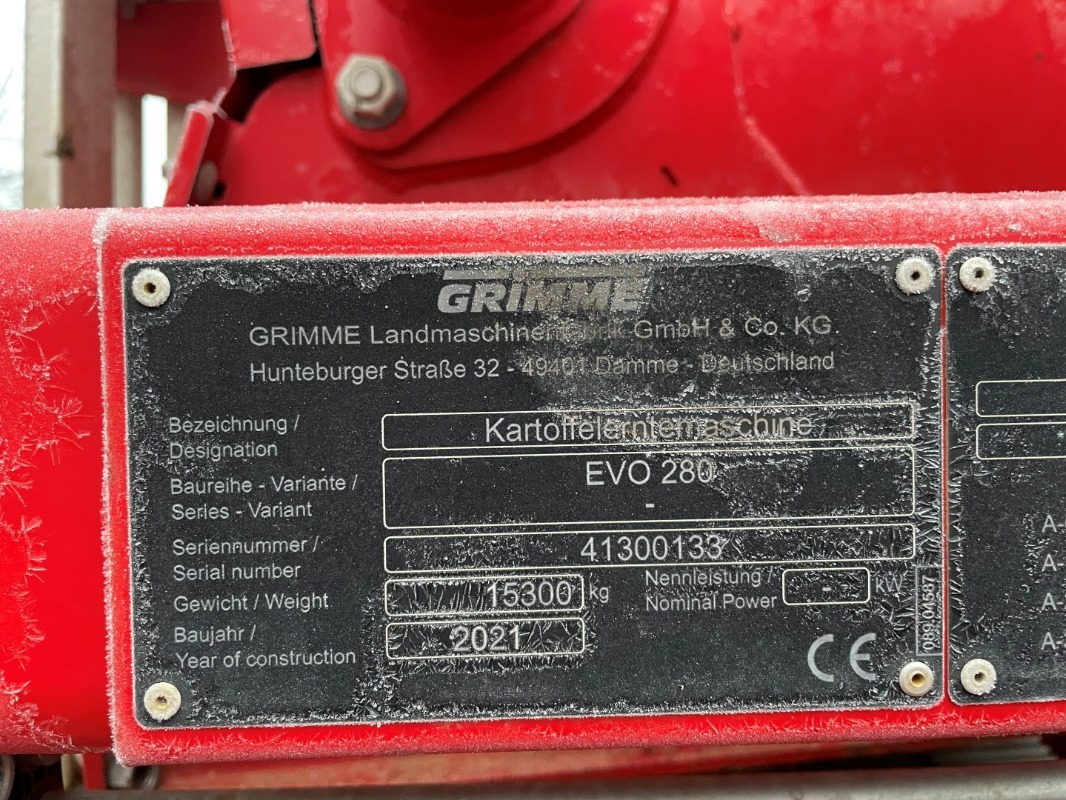 GRIMME
GRIMME Landmaschinenfabrik GmbH & Co. KG
Hunteburger Straße 32 - 49401 Damme - Deutschland
Bezeichnung /
Designation
Kartoffelerntemaschine
Baureihe - Variante /
Series - Variant
EVO 280
-
Seriennummer /
Serial number
41300133
Gewicht / Weight
15300 kg
Nennleistung /
Nominal Power
- kW
Baujahr /
Year of construction
2021
CE
089.04587
A-
A-
A-
A-